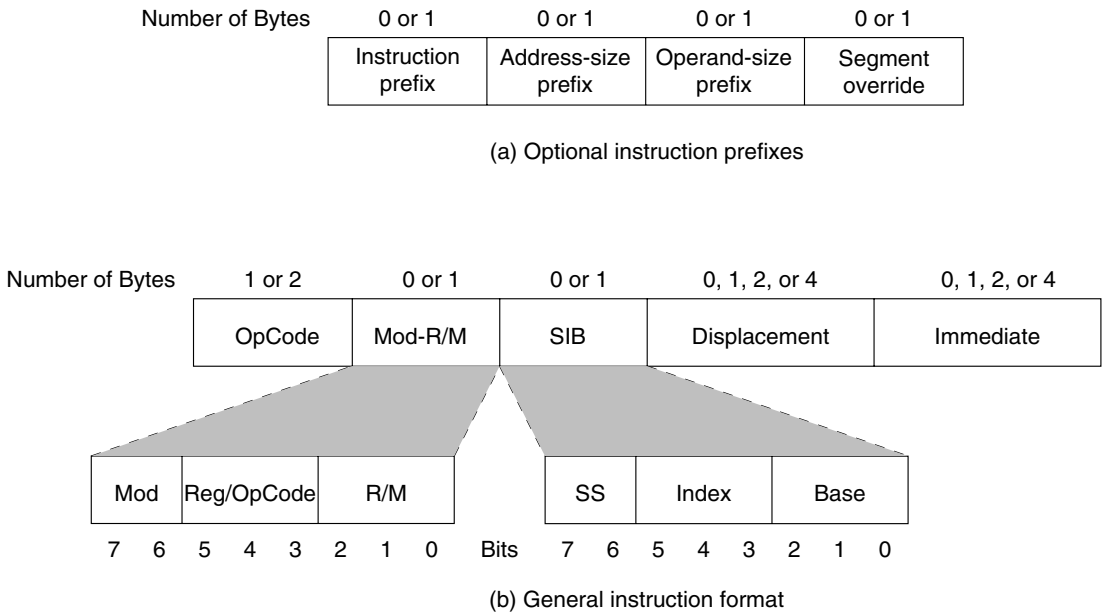 Number of Bytes 0 or 1 0 or 1 0 or 1 0 or 1
Instruction prefix Address-size prefix Operand-size prefix Segment override
(a) Optional instruction prefixes
Number of Bytes 1 or 2 0 or 1 0 or 1 0, 1, 2, or 4 0, 1, 2, or 4
OpCode Mod-R/M SIB Displacement Immediate
Mod Reg/OpCode R/M SS Index Base
7 6 5 4 3 2 1 0 Bits 7 6 5 4 3 2 1 0
(b) General instruction format